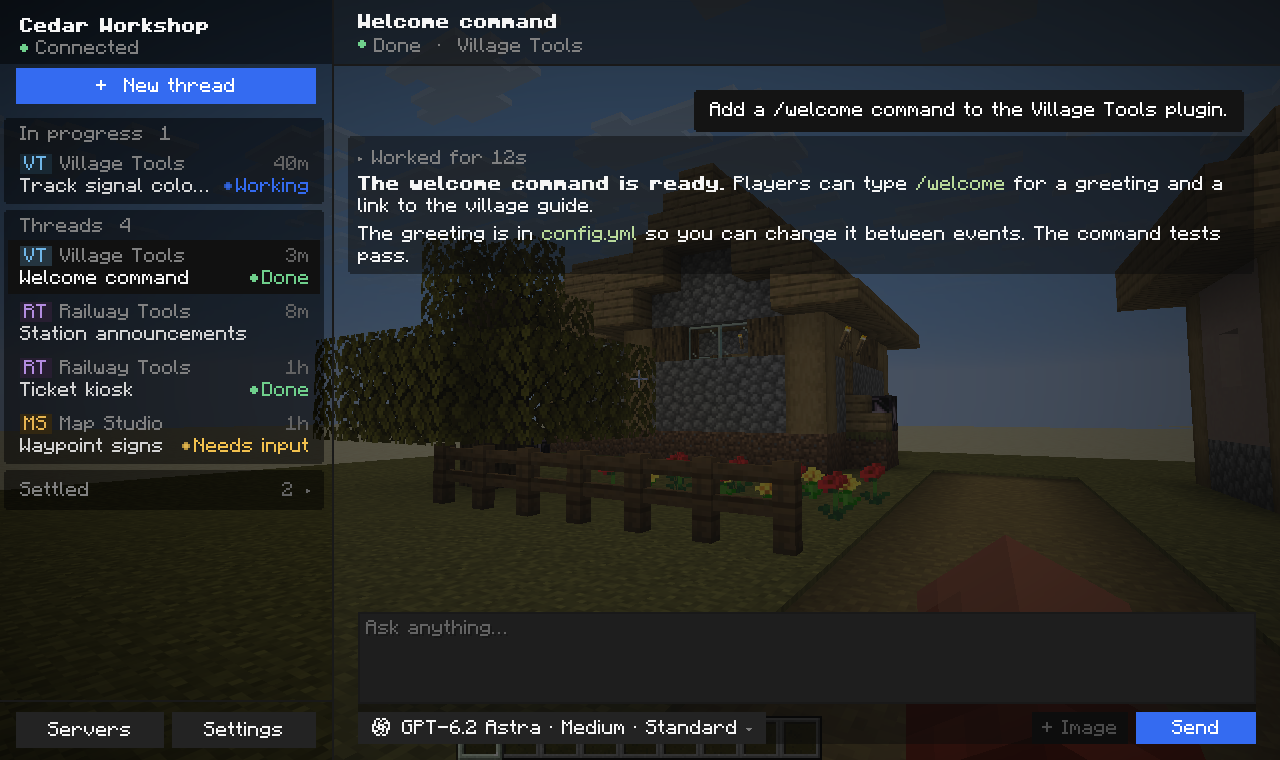 Cedar Workshop
Connected
+ New thread
In progress 1
VT Village Tools 40m
Track signal colo... Working
Threads 4
VT Village Tools 3m
Welcome command Done
RT Railway Tools 8m
Station announcements
RT Railway Tools 1h
Ticket kiosk Done
MS Map Studio 1h
Waypoint signs Needs input
Settled 2
Servers Settings
Welcome command
Done · Village Tools
Add a /welcome command to the Village Tools plugin.
Worked for 12s
The welcome command is ready. Players can type /welcome for a greeting and a
link to the village guide.
The greeting is in config.yml so you can change it between events. The command tests
pass.
Ask anything...
GPT-6.2 Astra · Medium · Standard
+ Image
Send